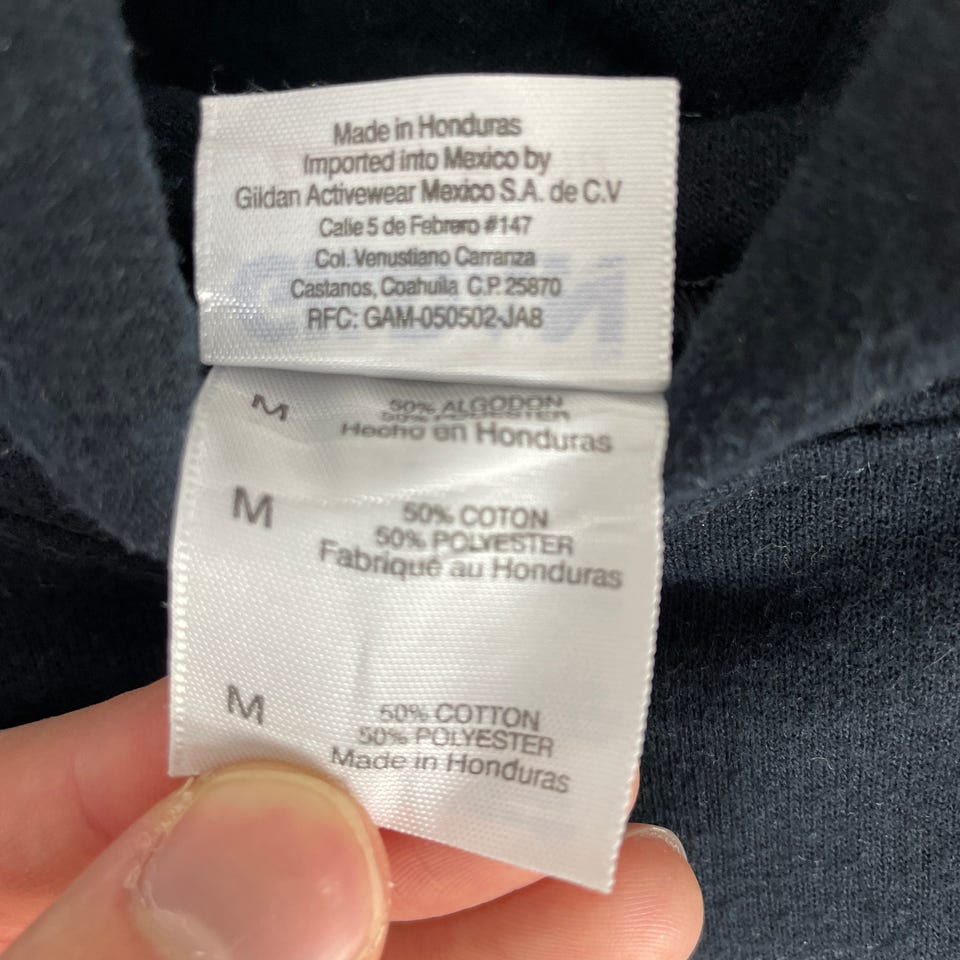 Made in Honduras
Imported into Mexico by
Gildan Activewear Mexico S.A. de C.V
Calle 5 de Febrero #147
Col. Venustiano Carranza
Castanos, Coahuila C.P. 25870
RFC: GAM-050502-JA8
M 50% ALGODON
50% POLYESTER
Hecho en Honduras
M 50% COTON
50% POLYESTER
Fabriqué au Honduras
M 50% COTTON
50% POLYESTER
Made in Honduras